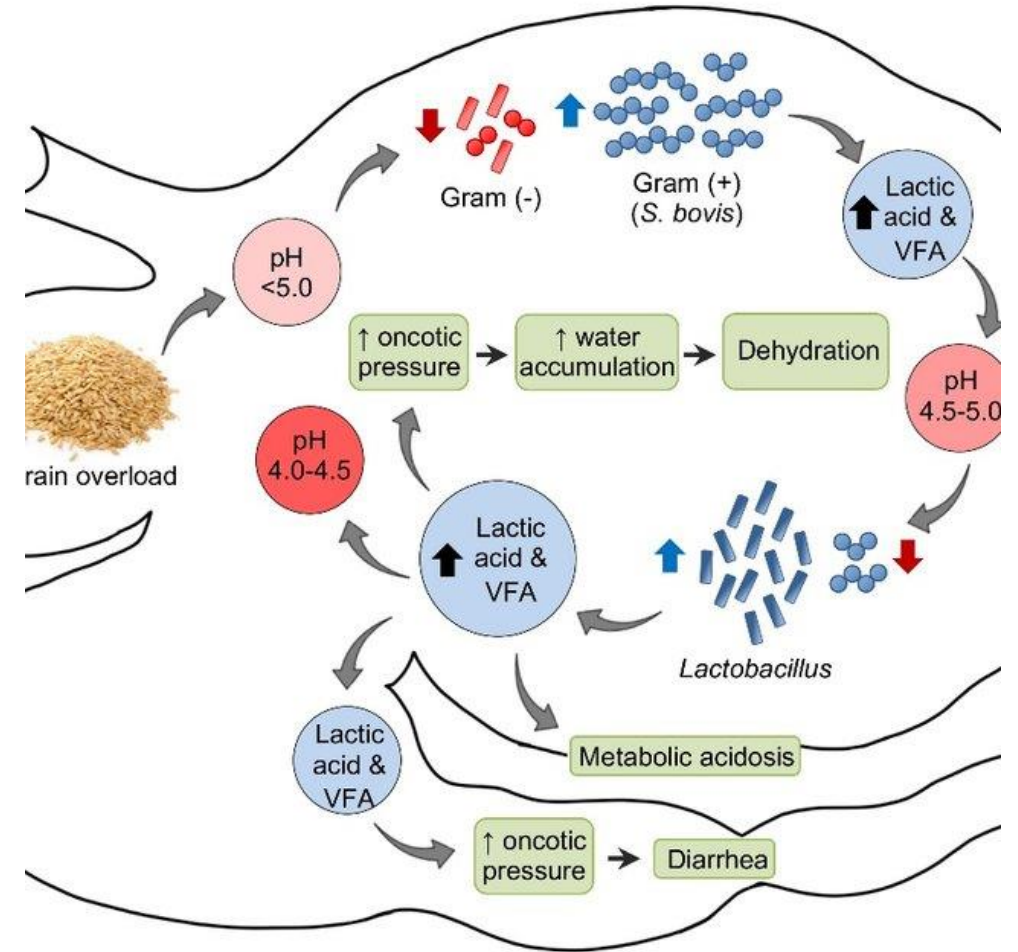 Gram (-)
Gram (+)
(S. bovis)
Lactic
acid &
VFA
pH
<5.0
↑ oncotic
pressure
↑ water
accumulation
Dehydration
pH
4.5-5.0
rain overload
pH
4.0-4.5
Lactic
acid &
VFA
Lactobacillus
Lactic
acid &
VFA
Metabolic acidosis
↑ oncotic
pressure
Diarrhea